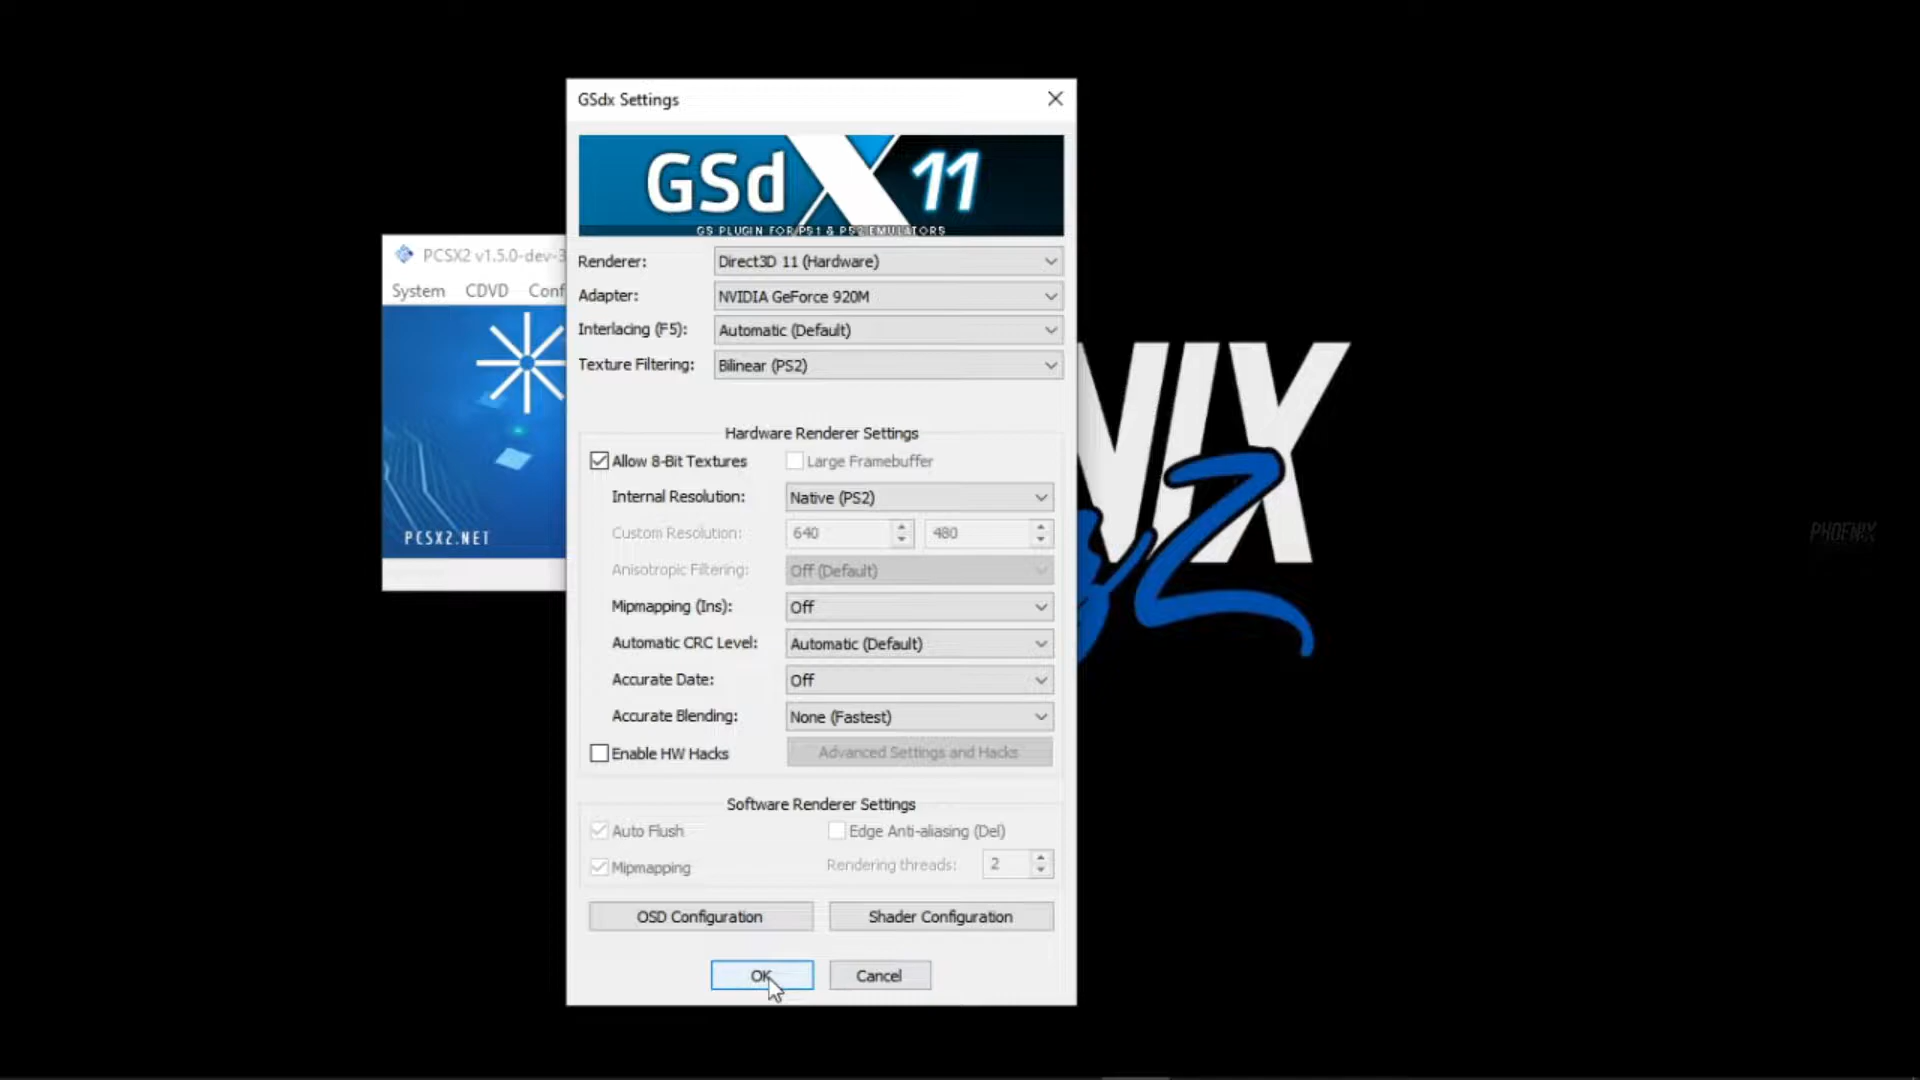 GSdx Settings
GSdX 11
GS PLUGIN FOR PS1 & PS2 EMULATORS
PCSX2 v1.5.0-dev-3
System CDVD Conf
PCSX2.NET
Renderer: Direct3D 11 (Hardware)
Adapter: NVIDIA GeForce 920M
Interlacing (F5): Automatic (Default)
Texture Filtering: Bilinear (PS2)
Hardware Renderer Settings
Allow 8-Bit Textures Large Framebuffer
Internal Resolution: Native (PS2)
Custom Resolution: 640 480
Anisotropic Filtering: Off (Default)
Mipmapping (Ins): Off
Automatic CRC Level: Automatic (Default)
Accurate Date: Off
Accurate Blending: None (Fastest)
Enable HW Hacks Advanced Settings and Hacks
Software Renderer Settings
Auto Flush Edge Anti-aliasing (Del)
Mipmapping Rendering threads: 2
OSD Configuration Shader Configuration
OK Cancel
NIX
PHOENIX